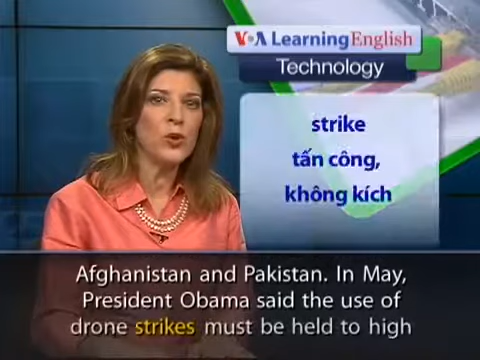 VOA Learning English
Technology
strike
tấn công,
không kích
Afghanistan and Pakistan. In May,
President Obama said the use of
drone strikes must be held to high